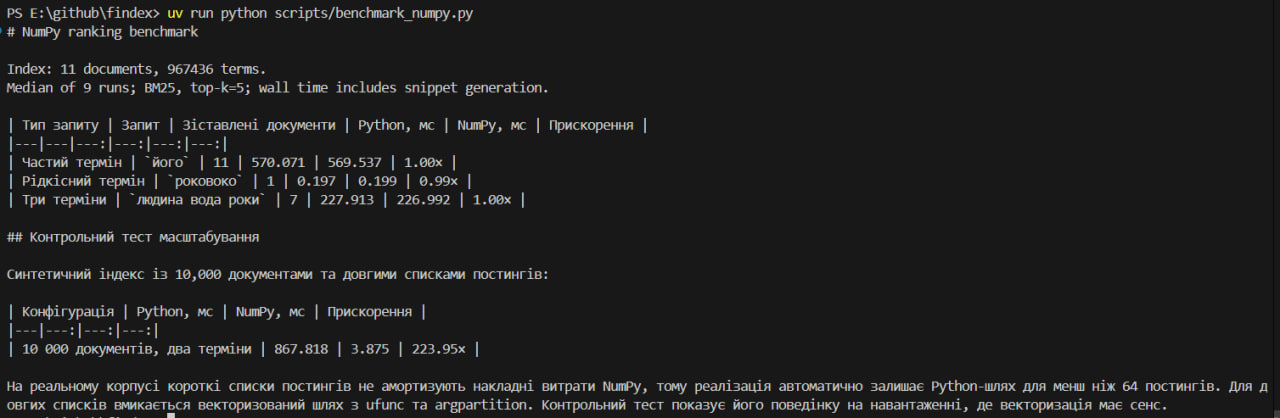 PS E:\github\findex> uv run python scripts/benchmark_numpy.py
# NumPy ranking benchmark
Index: 11 documents, 967436 terms.
Median of 9 runs; BM25, top-k=5; wall time includes snippet generation.
| Тип запиту | Запит | Зіставлені документи | Python, мс | NumPy, мс | Прискорення |
|---|---|---:|---:|---:|---:|
| Частий термін | `його` | 11 | 570.071 | 569.537 | 1.00× |
| Рідкісний термін | `роковоко` | 1 | 0.197 | 0.199 | 0.99× |
| Три терміни | `людина вода роки` | 7 | 227.913 | 226.992 | 1.00× |
## Контрольний тест масштабування
Синтетичний індекс із 10,000 документами та довгими списками постингів:
| Конфігурація | Python, мс | NumPy, мс | Прискорення |
|---|---:|---:|---:|
| 10 000 документів, два терміни | 867.818 | 3.875 | 223.95× |
На реальному корпусі короткі списки постингів не амортизують накладні витрати NumPy, тому реалізація автоматично залишає Python-шлях для менш ніж 64 постингів. Для д
овгих списків вмикається векторизований шлях з ufunc та argpartition. Контрольний тест показує його поведінку на навантаженні, де векторизація має сенс.